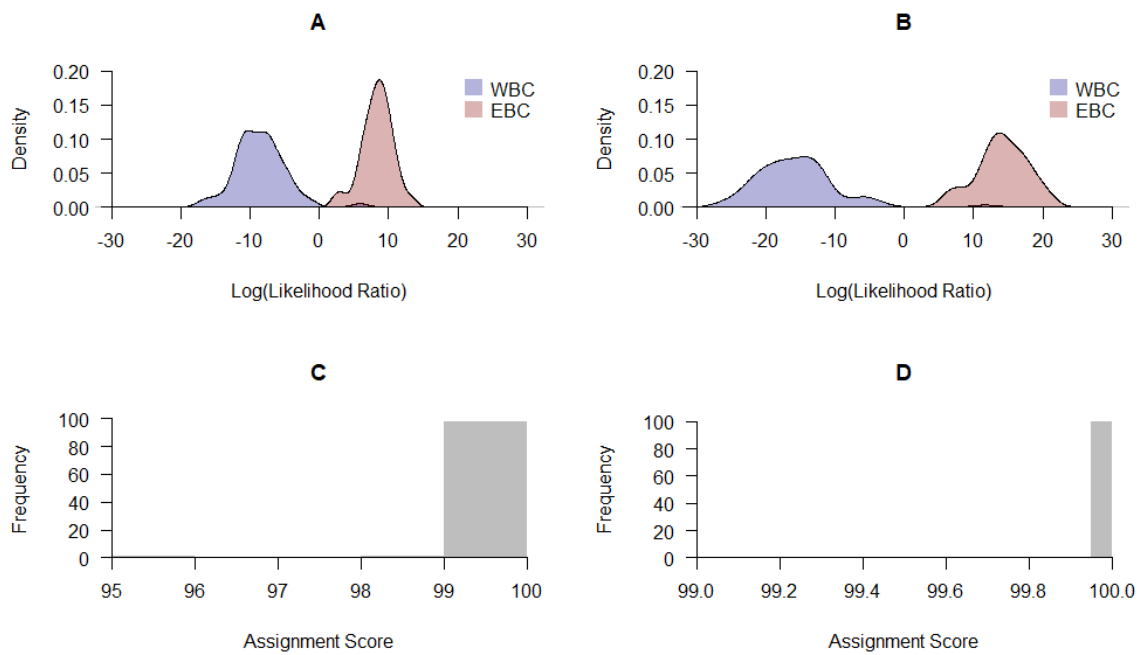 A
Density
0.20
0.15
0.10
0.05
0.00
WBC
EBC
-30 -20 -10 0 10 20 30
Log(Likelihood Ratio)
B
Density
0.20
0.15
0.10
0.05
0.00
WBC
EBC
-30 -20 -10 0 10 20 30
Log(Likelihood Ratio)
C
Frequency
100
80
60
40
20
0
95 96 97 98 99 100
Assignment Score
D
Frequency
100
80
60
40
20
0
99.0 99.2 99.4 99.6 99.8 100.0
Assignment Score